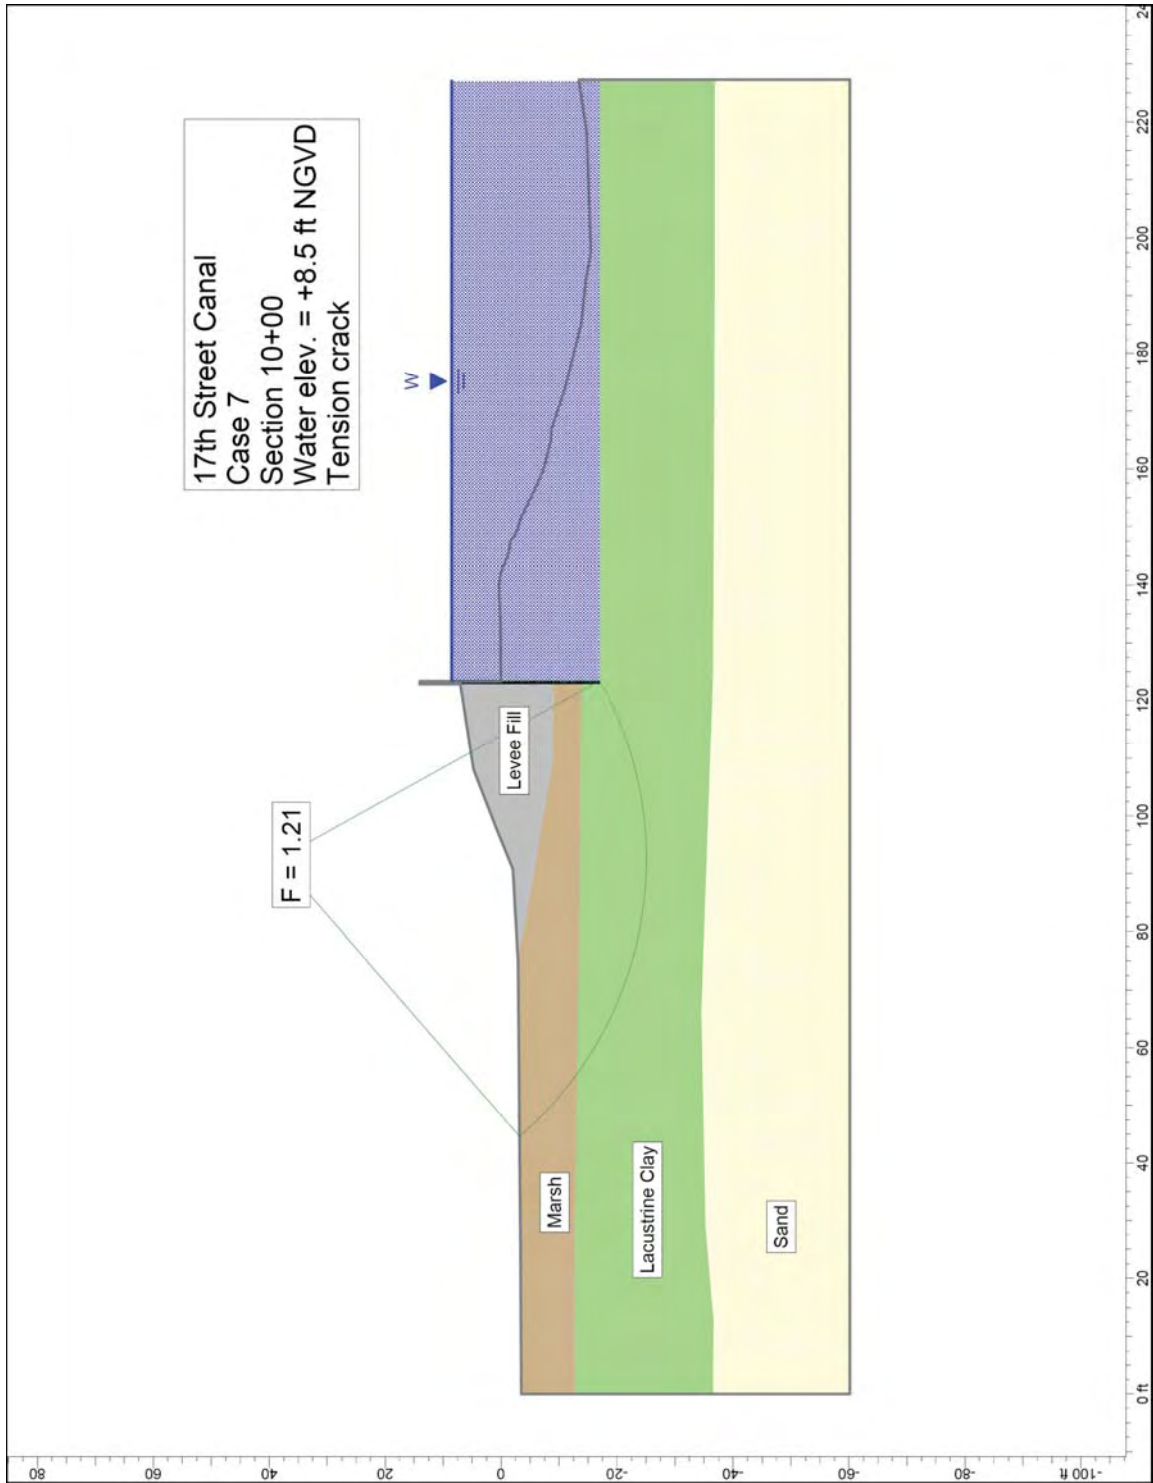 17th Street Canal
Case 7
Section 10+00
Water elev. = +8.5 ft NGVD
Tension crack
W
F = 1.21
Levee Fill
Marsh
Lacustrine Clay
Sand
80
60
40
20
0
-20
-40
-60
-80
-100 ft
0 ft
20
40
60
80
100
120
140
160
180
200
220
24